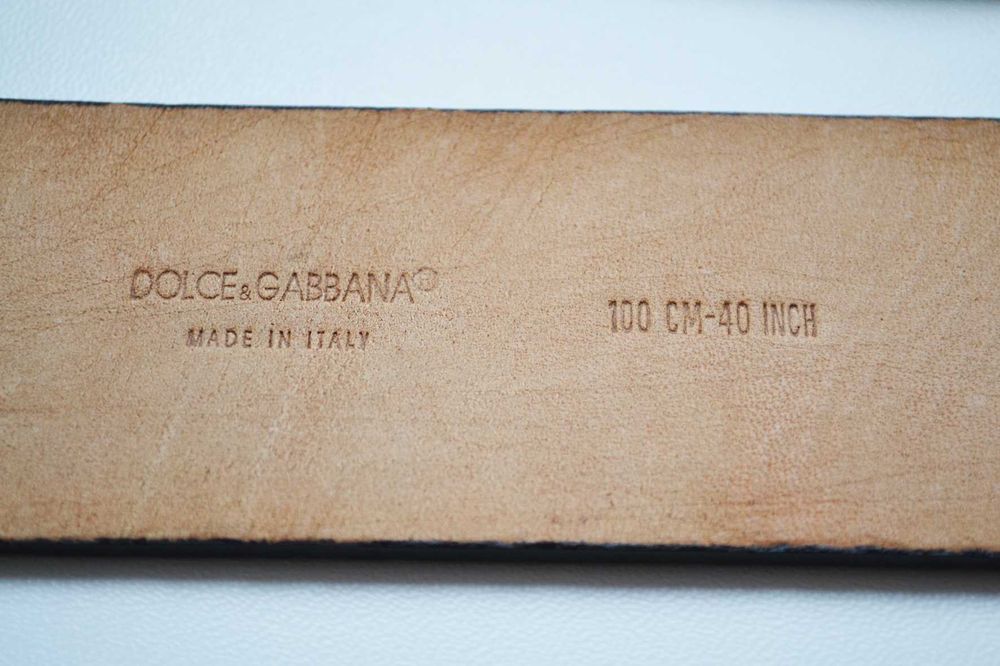 DOLCE&GABBANA®
MADE IN ITALY
100 CM-40 INCH